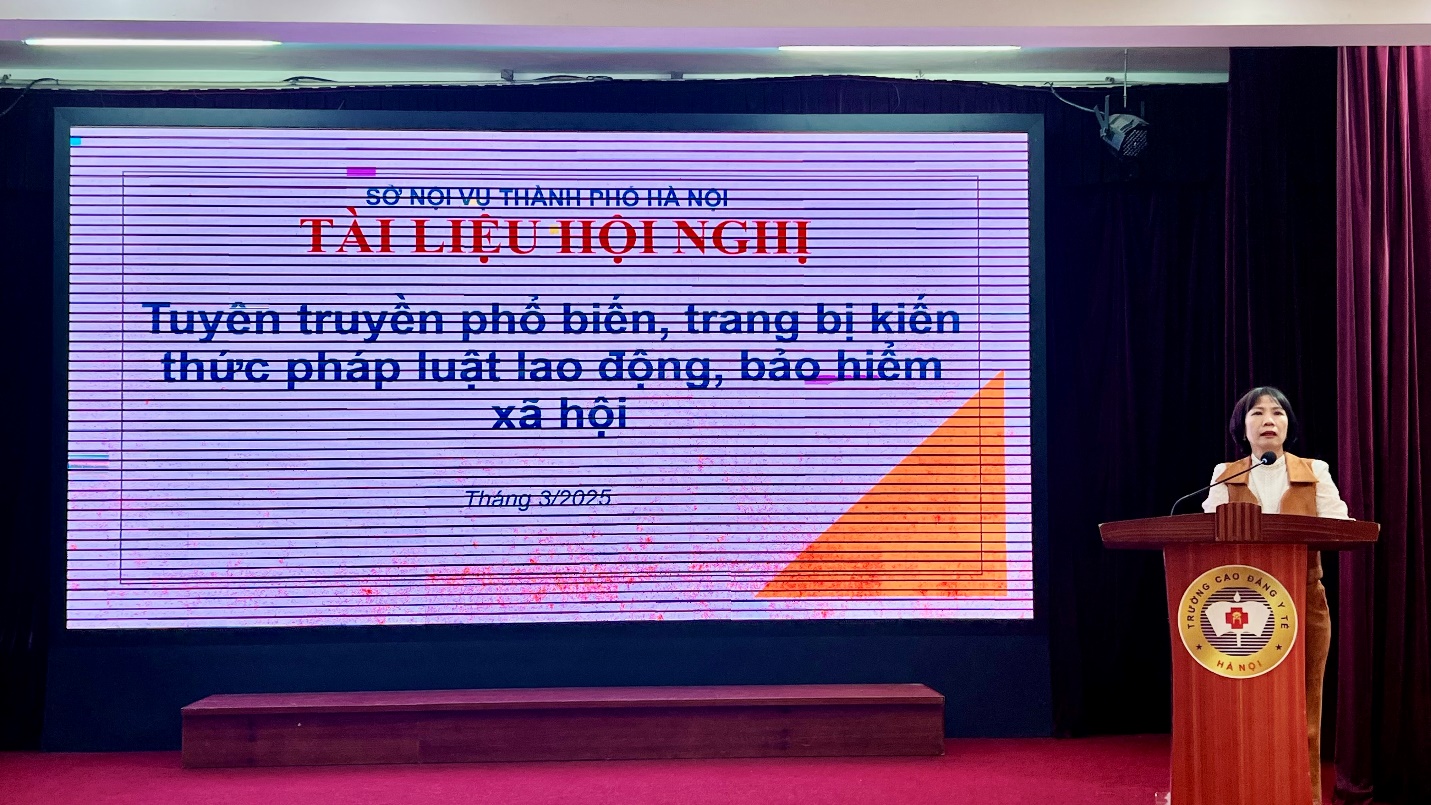 SỞ NỘI VỤ THÀNH PHỐ HÀ NỘI
TÀI LIỆU HỘI NGHỊ
Tuyên truyền phổ biến, trang bị kiến
thức pháp luật lao động, bảo hiểm
xã hội
Tháng 3/2025
TRƯỜNG CAO ĐẲNG Y TẾ
HÀ NỘI